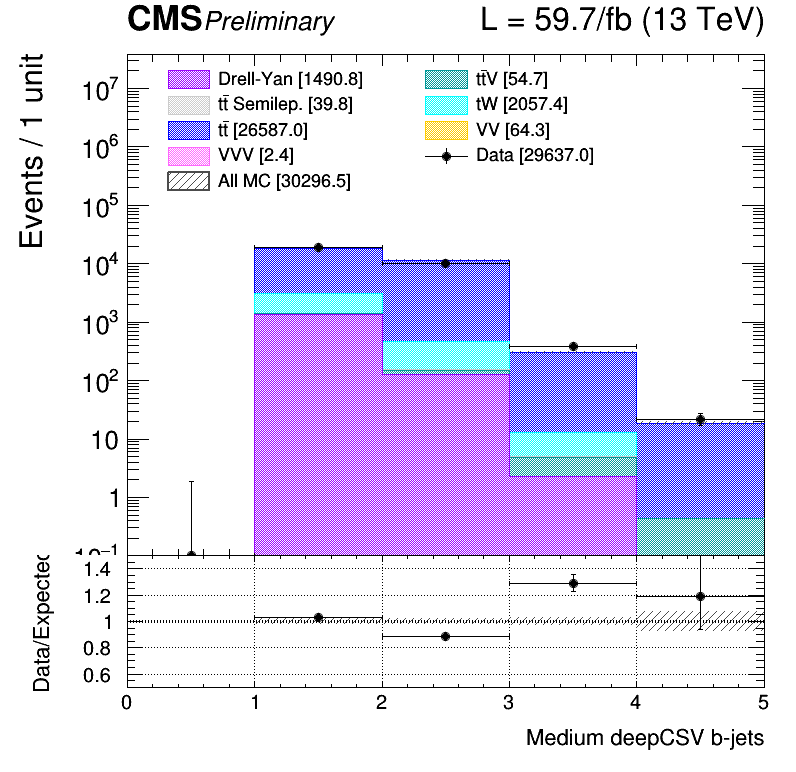 CMS Preliminary L = 59.7/fb (13 TeV)
Events / 1 unit
Drell-Yan [1490.8]
tt̄ Semilep. [39.8]
tt̄ [26587.0]
VVV [2.4]
All MC [30296.5]
tt̄V [54.7]
tW [2057.4]
VV [64.3]
Data [29637.0]
10⁷
10⁶
10⁵
10⁴
10³
10²
10
1
10⁻¹
Data/Expected
1.4
1.2
1
0.8
0.6
0 1 2 3 4 5
Medium deepCSV b-jets